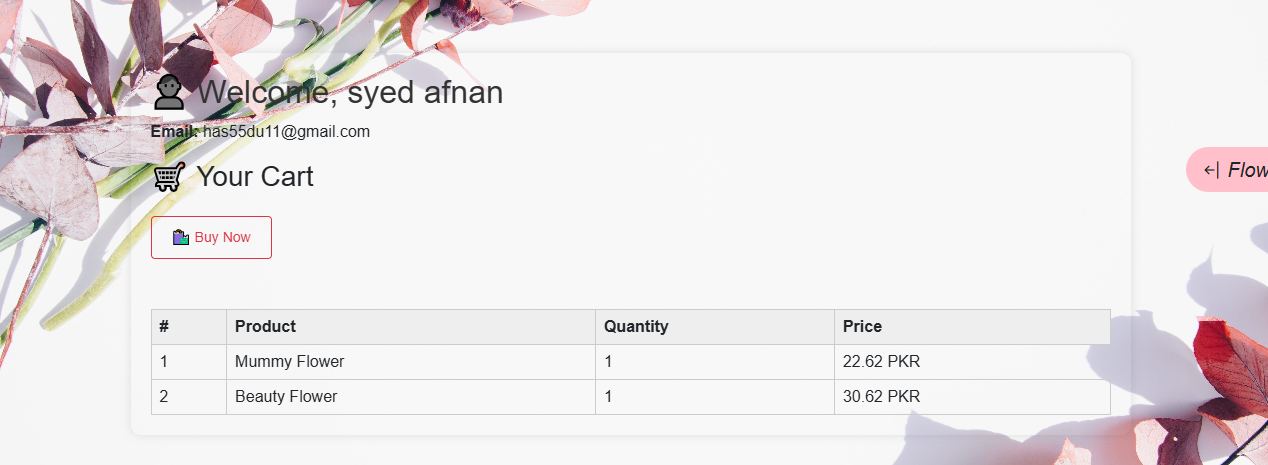 Welcome, syed afnan
Email: has55du11@gmail.com
Your Cart
←| Flow
Buy Now
# Product Quantity Price
1 Mummy Flower 1 22.62 PKR
2 Beauty Flower 1 30.62 PKR